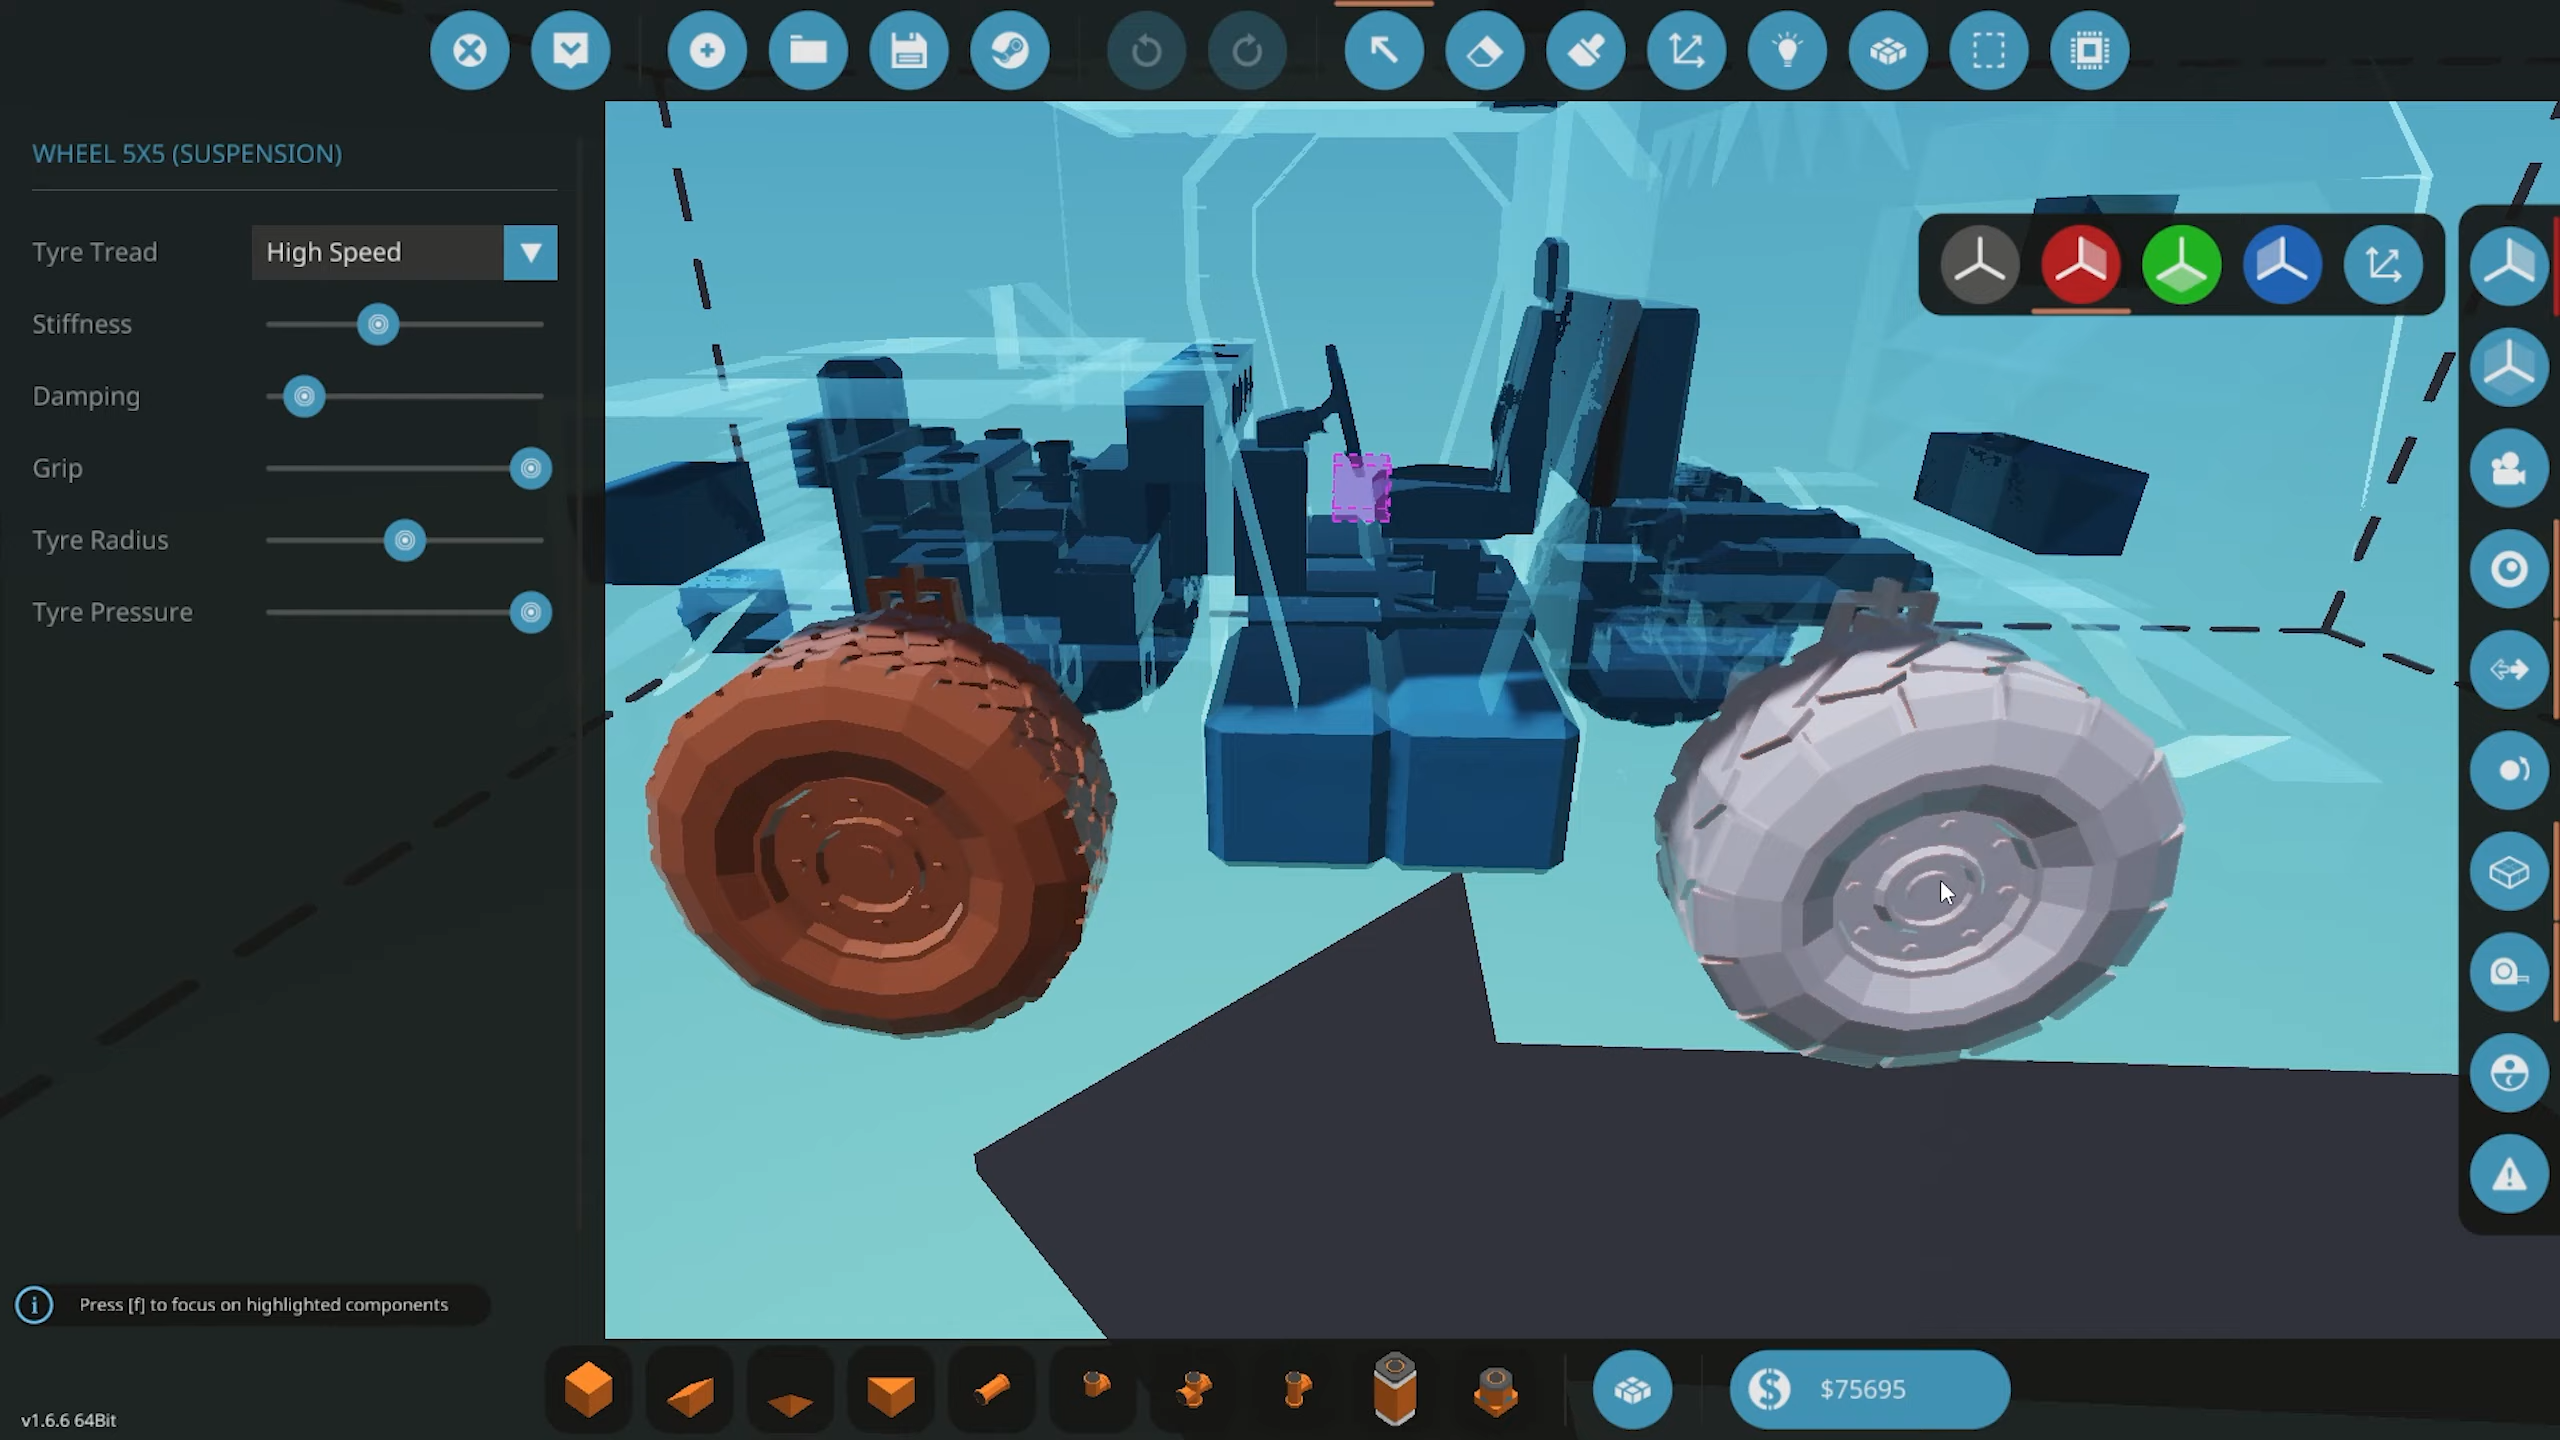 WHEEL 5X5 (SUSPENSION)
Tyre Tread
High Speed
Stiffness
Damping
Grip
Tyre Radius
Tyre Pressure
Press [f] to focus on highlighted components
$75695
v1.6.6 64Bit